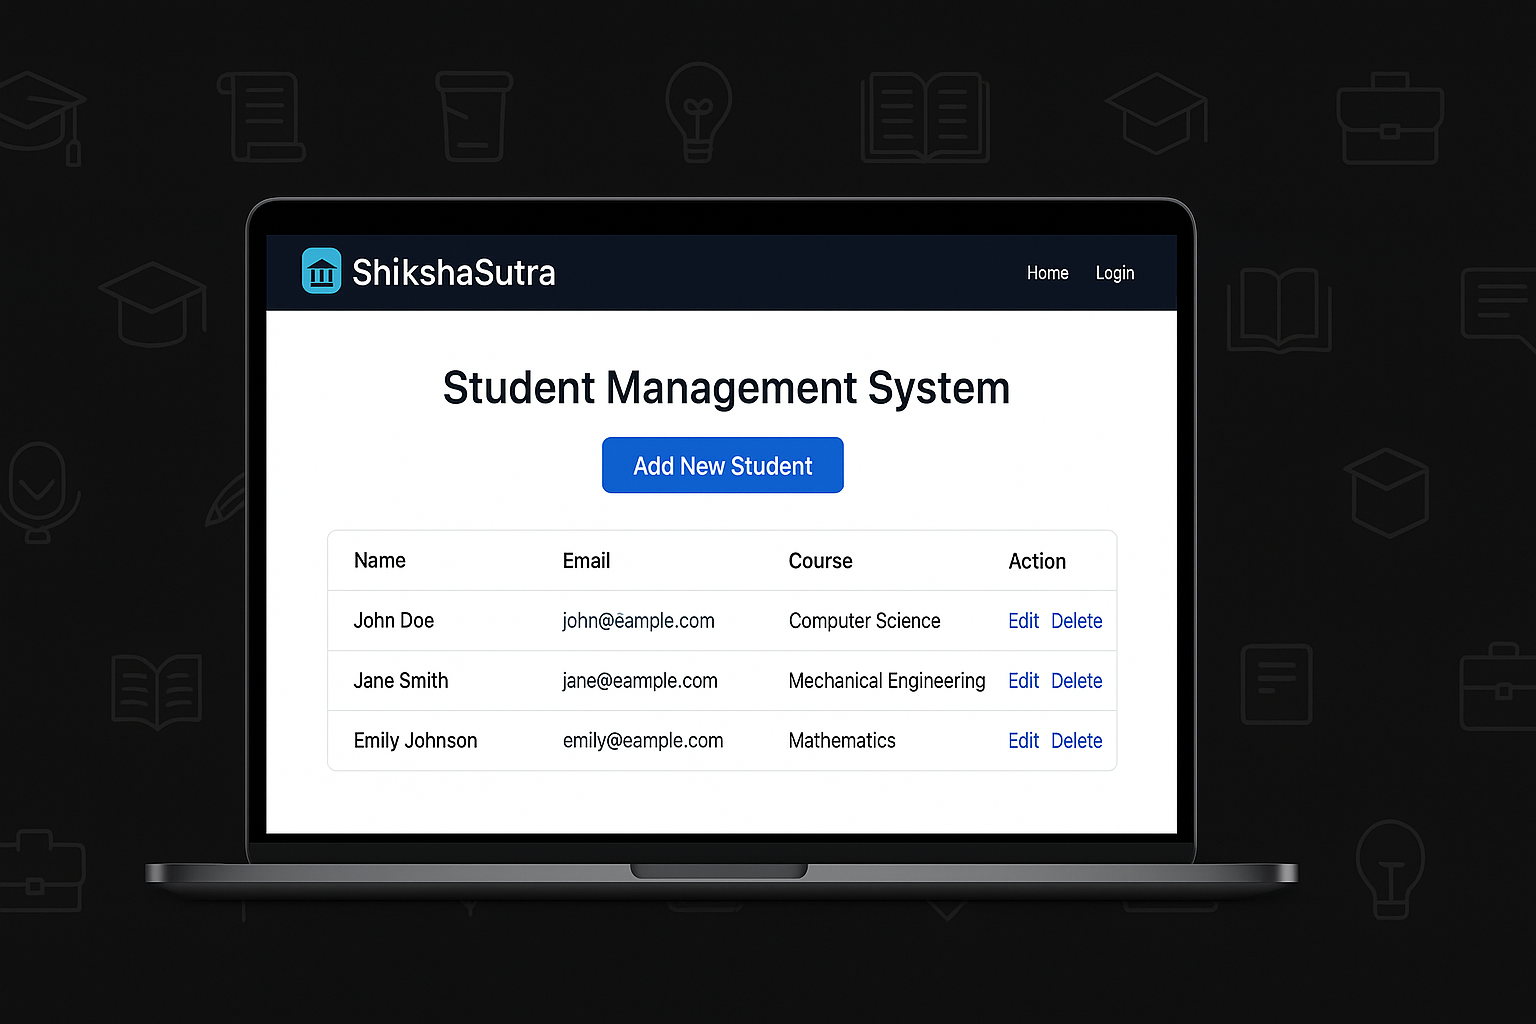 ShikshaSutra Home Login
Student Management System
Add New Student
Name Email Course Action
John Doe john@eample.com Computer Science Edit Delete
Jane Smith jane@eample.com Mechanical Engineering Edit Delete
Emily Johnson emily@eample.com Mathematics Edit Delete